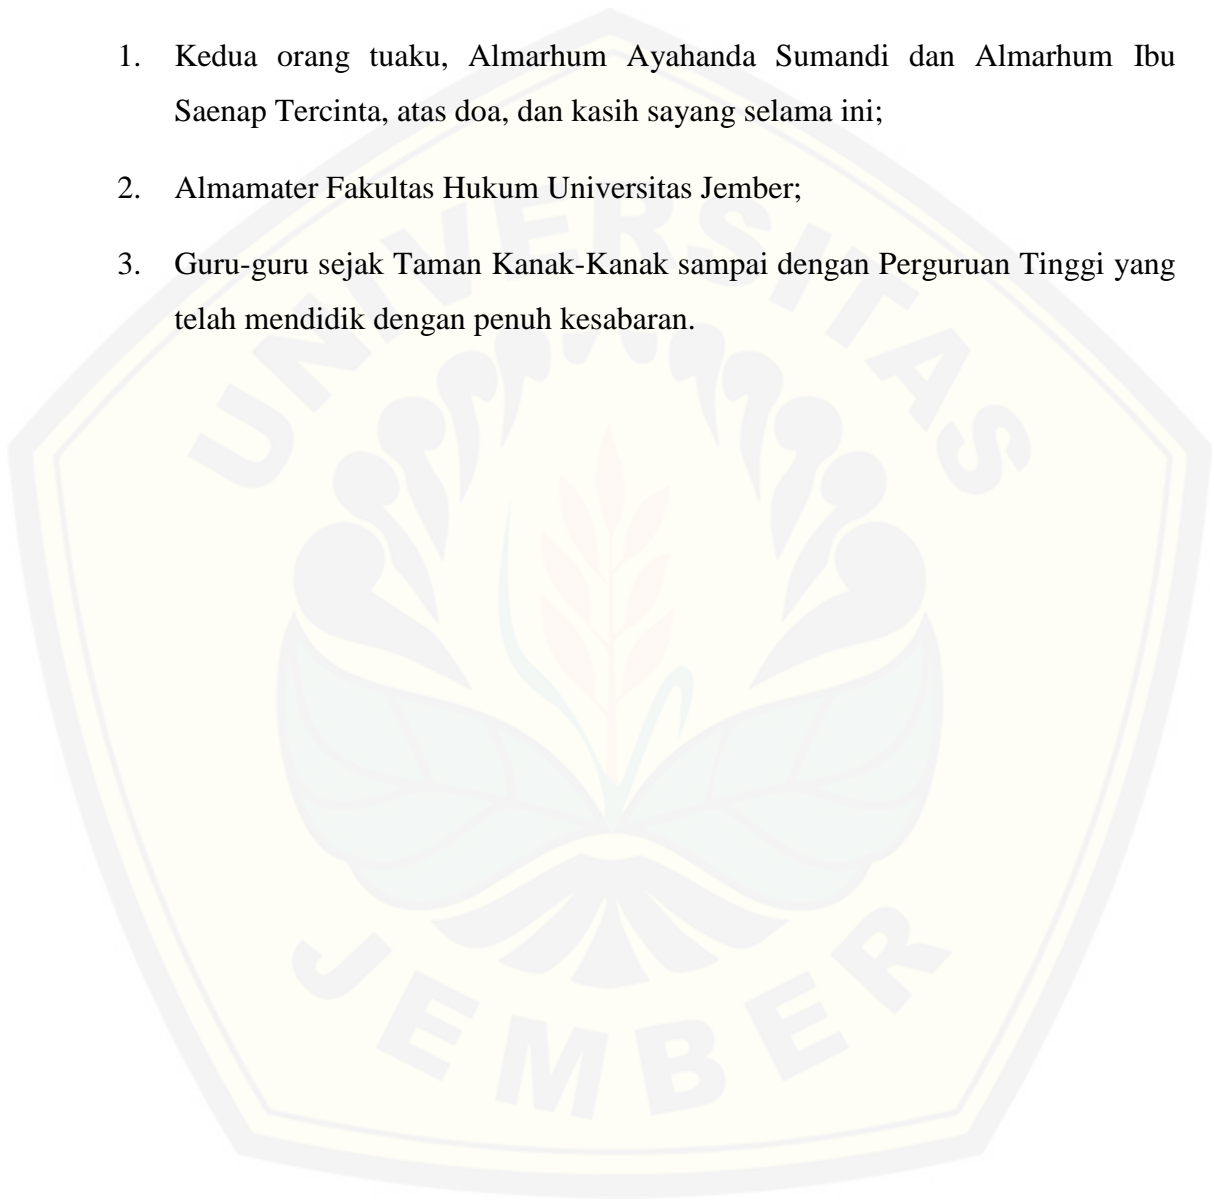 1. Kedua orang tuaku, Almarhum Ayahanda Sumandi dan Almarhum Ibu
Saenap Tercinta, atas doa, dan kasih sayang selama ini;
2. Almamater Fakultas Hukum Universitas Jember;
3. Guru-guru sejak Taman Kanak-Kanak sampai dengan Perguruan Tinggi yang
telah mendidik dengan penuh kesabaran.
UNIVERSITAS
JEMBER